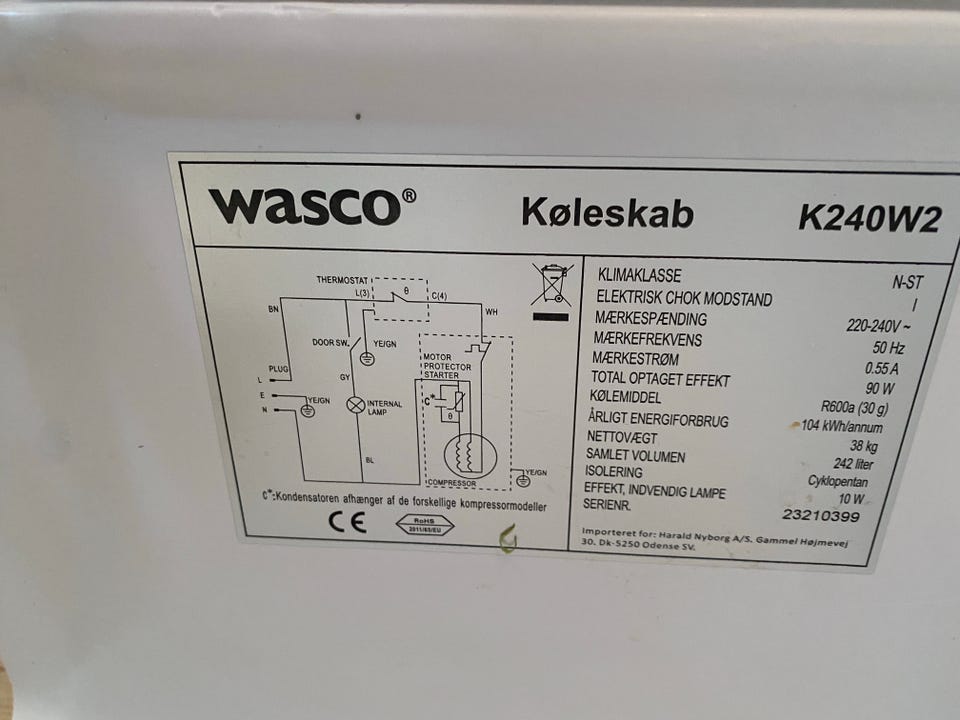 wasco® Køleskab K240W2
THERMOSTAT
L(3) θ C(4)
BN
WH
DOOR SW.
YE/GN
MOTOR
PROTECTOR
STARTER
PLUG
GY
L
E
N
YE/GN
INTERNAL
LAMP
C*
θ
BL
COMPRESSOR
YE/GN
C*:Kondensatoren afhænger af de forskellige kompressormodeller
CE
RoHS
2011/65/EU
KLIMAKLASSE N-ST
ELEKTRISK CHOK MODSTAND I
MÆRKESPÆNDING 220-240V ~
MÆRKEFREKVENS 50 Hz
MÆRKESTRØM 0.55 A
TOTAL OPTAGET EFFEKT 90 W
KØLEMIDDEL R600a (30 g)
ÅRLIGT ENERGIFORBRUG 104 kWh/annum
NETTOVÆGT 38 kg
SAMLET VOLUMEN 242 liter
ISOLERING Cyklopentan
EFFEKT, INDVENDIG LAMPE 10 W
SERIENR. 23210399
Importeret for: Harald Nyborg A/S. Gammel Højmevej
30. Dk-5250 Odense SV.